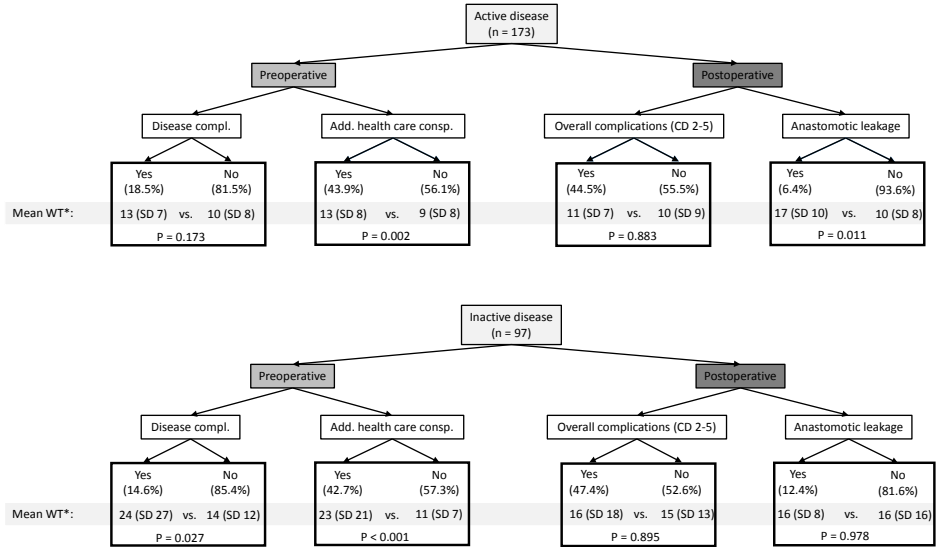 Active disease
(n = 173)
Preoperative Postoperative
Disease compl. Add. health care consp. Overall complications (CD 2-5) Anastomotic leakage
Yes No Yes No Yes No Yes No
(18.5%) (81.5%) (43.9%) (56.1%) (44.5%) (55.5%) (6.4%) (93.6%)
Mean WT*: 13 (SD 7) vs. 10 (SD 8) 13 (SD 8) vs. 9 (SD 8) 11 (SD 7) vs. 10 (SD 9) 17 (SD 10) vs. 10 (SD 8)
P = 0.173 P = 0.002 P = 0.883 P = 0.011
Inactive disease
(n = 97)
Preoperative Postoperative
Disease compl. Add. health care consp. Overall complications (CD 2-5) Anastomotic leakage
Yes No Yes No Yes No Yes No
(14.6%) (85.4%) (42.7%) (57.3%) (47.4%) (52.6%) (12.4%) (81.6%)
Mean WT*: 24 (SD 27) vs. 14 (SD 12) 23 (SD 21) vs. 11 (SD 7) 16 (SD 18) vs. 15 (SD 13) 16 (SD 8) vs. 16 (SD 16)
P = 0.027 P < 0.001 P = 0.895 P = 0.978